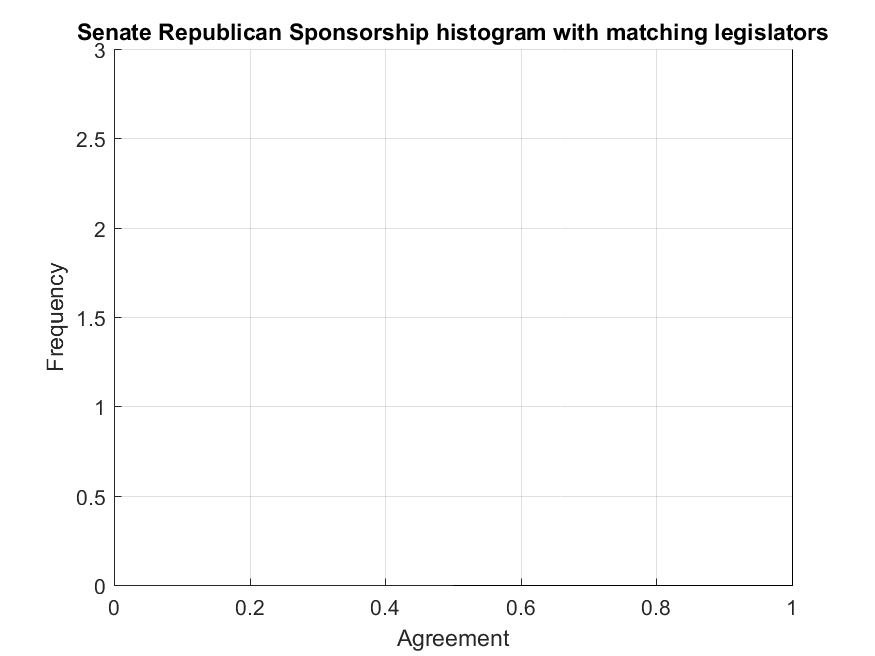 Senate Republican Sponsorship histogram with matching legislators
3
2.5
2
1.5
1
0.5
0
Frequency
0 0.2 0.4 0.6 0.8 1
Agreement